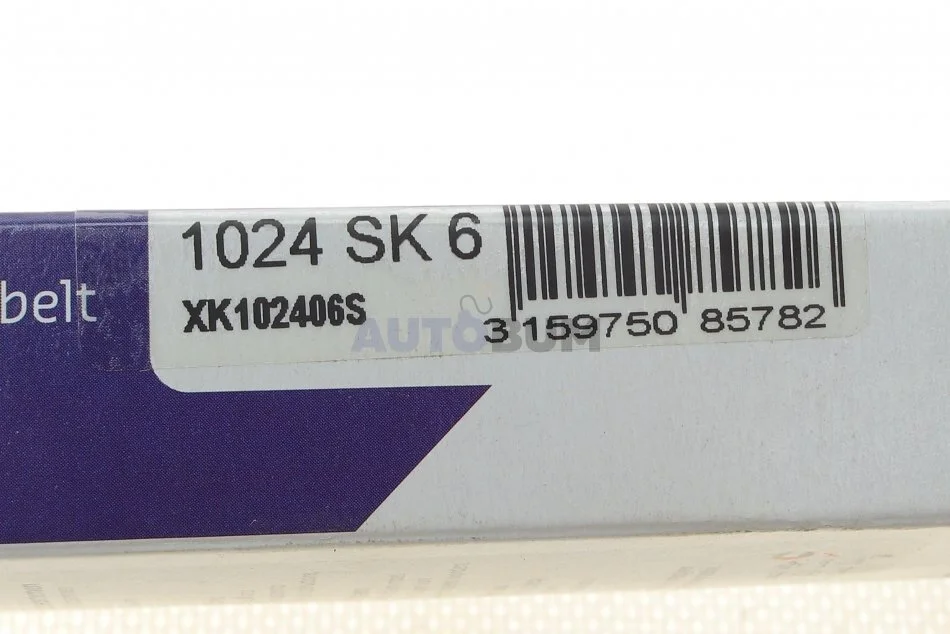 1024 SK 6
belt
XK102406S
3 159750 85782
AUTOBUM